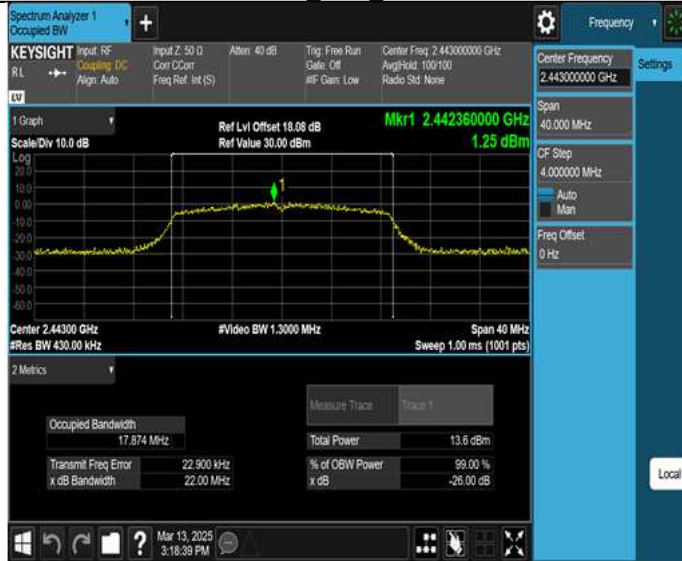 Spectrum Analyzer 1
Occupied BW
+
Frequency
KEYSIGHT
RL
Input: RF
Coupling: DC
Align: Auto
Input Z: 50 Ω
Corr CCorr
Freq Ref: Int (S)
Atten: 40 dB
Trig: Free Run
Gate: Off
#IF Gain: Low
Center Freq: 2.443000000 GHz
Avg|Hold: 100/100
Radio Std: None
LV
Center Frequency
2.443000000 GHz
Settings
Span
40.000 MHz
CF Step
4.000000 MHz
Auto
Man
Freq Offset
0 Hz
1 Graph
Scale/Div 10.0 dB
Ref Lvl Offset 18.08 dB
Ref Value 30.00 dBm
Mkr1 2.442360000 GHz
1.25 dBm
Log
20.0
10.0
0.00
-10.0
-20.0
-30.0
-40.0
-50.0
-60.0
1
Center 2.44300 GHz
#Res BW 430.00 kHz
#Video BW 1.3000 MHz
Span 40 MHz
Sweep 1.00 ms (1001 pts)
2 Metrics
Measure Trace
Trace 1
Occupied Bandwidth
17.874 MHz
Total Power
13.6 dBm
Transmit Freq Error
22.900 kHz
% of OBW Power
99.00 %
x dB Bandwidth
22.00 MHz
x dB
-26.00 dB
Local
?
Mar 13, 2025
3:18:39 PM